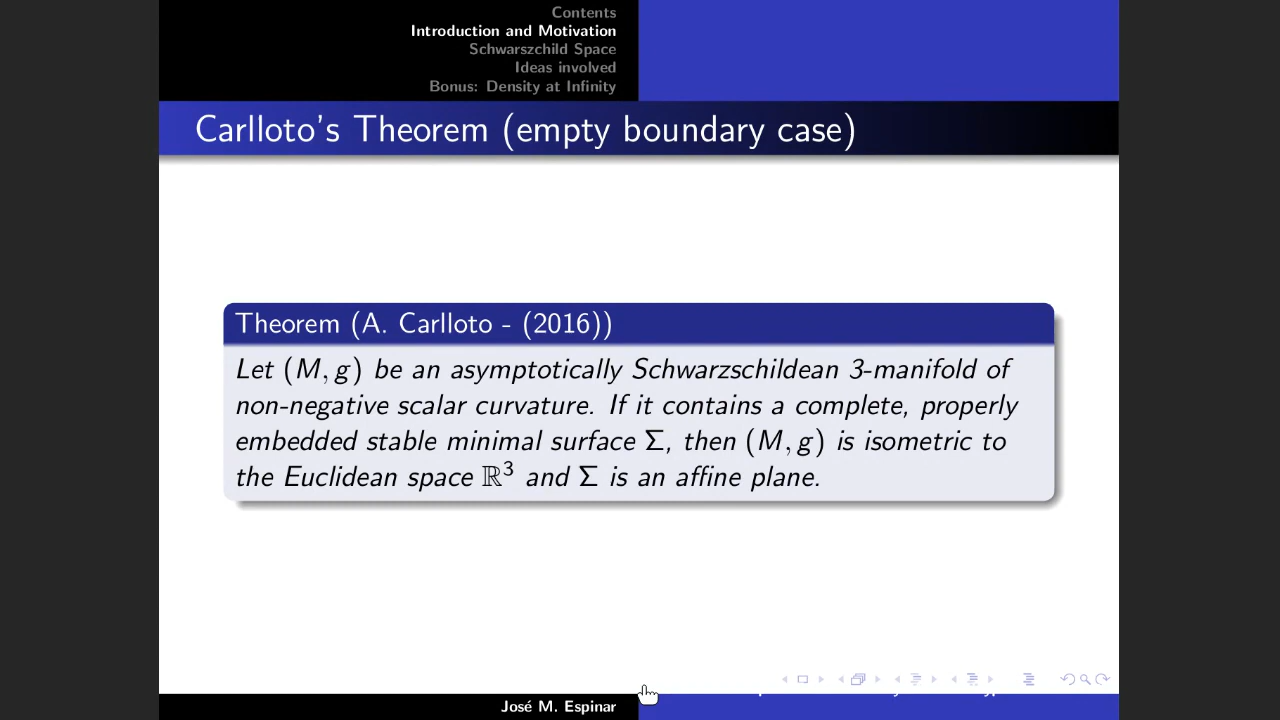 Contents
Introduction and Motivation
Schwarszchild Space
Ideas involved
Bonus: Density at Infinity
Carlloto's Theorem (empty boundary case)
Theorem (A. Carlloto - (2016))
Let (M, g) be an asymptotically Schwarzschildean 3-manifold of
non-negative scalar curvature. If it contains a complete, properly
embedded stable minimal surface Σ, then (M, g) is isometric to
the Euclidean space ℝ³ and Σ is an affine plane.
José M. Espinar